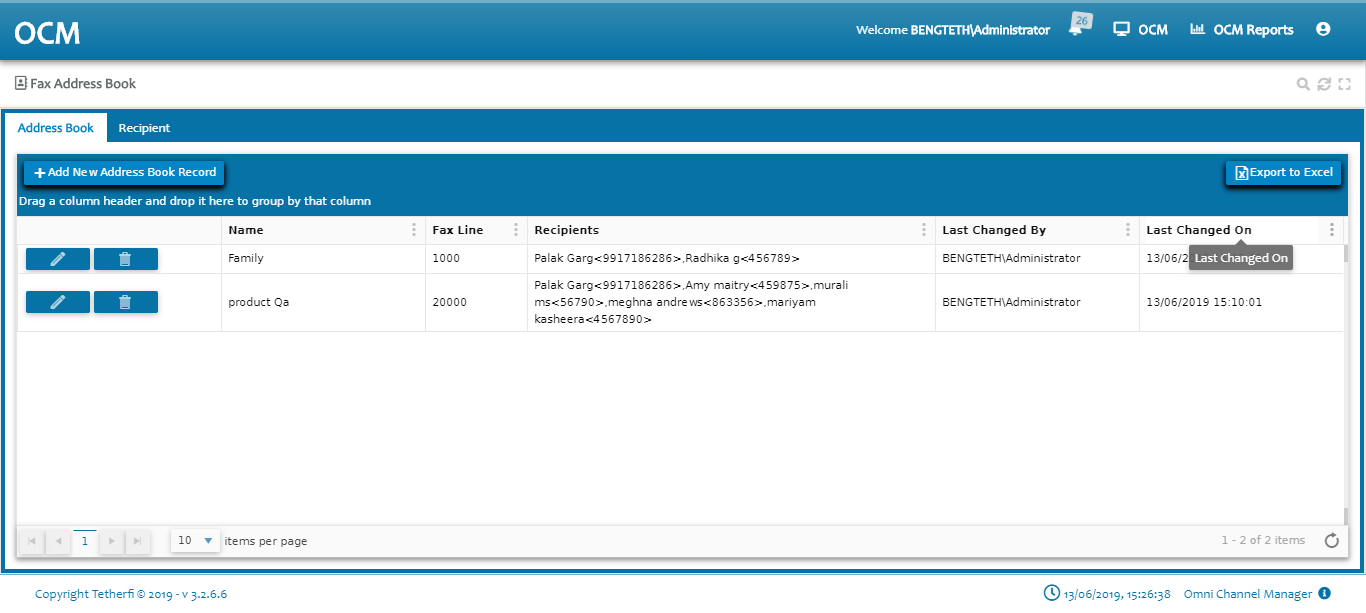 OCM
Welcome BENGTETH\Administrator
26
OCM
OCM Reports
Fax Address Book
Address Book
Recipient
Add New Address Book Record
Export to Excel
Drag a column header and drop it here to group by that column
Name
Fax Line
Recipients
Last Changed By
Last Changed On
Family
1000
Palak Garg<9917186286>,Radhika g<456789>
BENGTETH\Administrator
13/06/2
Last Changed On
product Qa
20000
Palak Garg<9917186286>,Amy maitry<459875>,murali
ms<56790>,meghna andrews<863356>,mariyam
kasheera<4567890>
BENGTETH\Administrator
13/06/2019 15:10:01
1
10
items per page
1 - 2 of 2 items
Copyright Tetherfi © 2019 - v 3.2.6.6
13/06/2019, 15:26:38
Omni Channel Manager